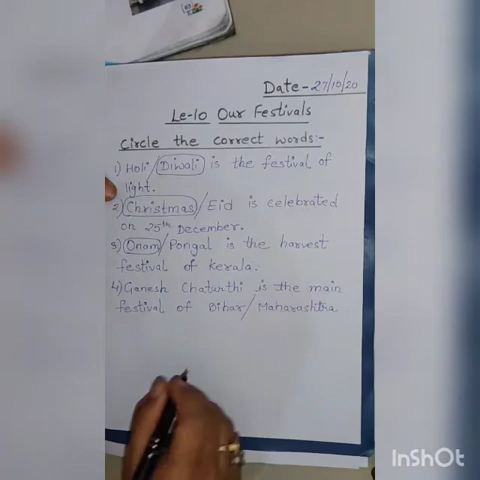 Date-27/10/20
Le-10 Our Festivals
Circle the correct words:-
1) Holi/Diwali is the festival of
light.
2) Christmas/Eid is celebrated
on 25th December.
3) Onam/Pongal is the harvest
festival of Kerala.
4) Ganesh Chaturthi is the main
festival of Bihar/Maharashtra
InShOt